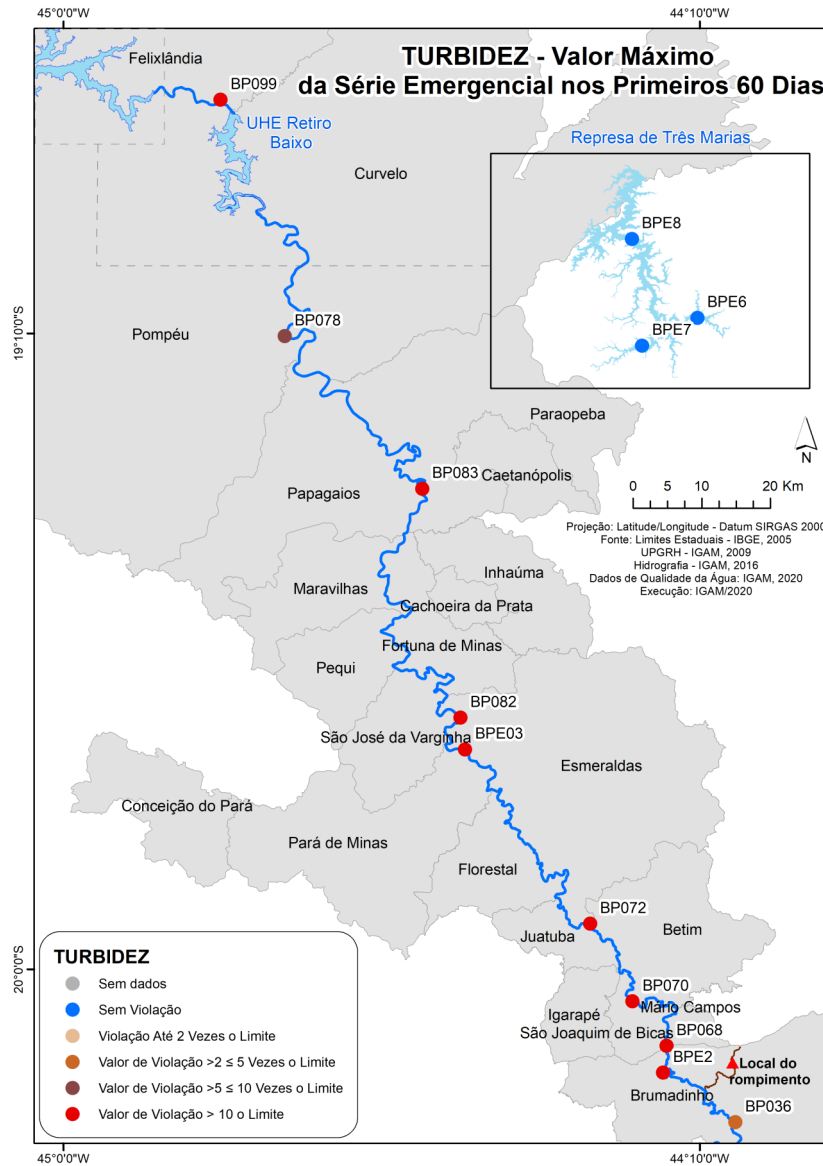 45°0'0"W
44°10'0"W
TURBIDEZ - Valor Máximo
da Série Emergencial nos Primeiros 60 Dias
Felixlândia
BP099
UHE Retiro
Baixo
Represa de Três Marias
Curvelo
BPE8
BPE6
BPE7
19°10'0"S
Pompéu
BP078
Paraopeba
N
BP083
Caetanópolis
Papagaios
0 5 10 20 Km
Projeção: Latitude/Longitude - Datum SIRGAS 2000
Fonte: Limites Estaduais - IBGE, 2005
UPGRH - IGAM, 2009
Hidrografia - IGAM, 2016
Dados de Qualidade da Água: IGAM, 2020
Execução: IGAM/2020
Inhaúma
Maravilhas
Cachoeira da Prata
Fortuna de Minas
Pequi
BP082
São José da Varginha
BPE03
Esmeraldas
Conceição do Pará
Pará de Minas
Florestal
BP072
Juatuba
Betim
20°0'0"S
BP070
Mário Campos
Igarapé
São Joaquim de Bicas
BP068
BPE2
Local do
rompimento
Brumadinho
BP036
TURBIDEZ
Sem dados
Sem Violação
Violação Até 2 Vezes o Limite
Valor de Violação >2 ≤ 5 Vezes o Limite
Valor de Violação >5 ≤ 10 Vezes o Limite
Valor de Violação > 10 o Limite
45°0'0"W
44°10'0"W